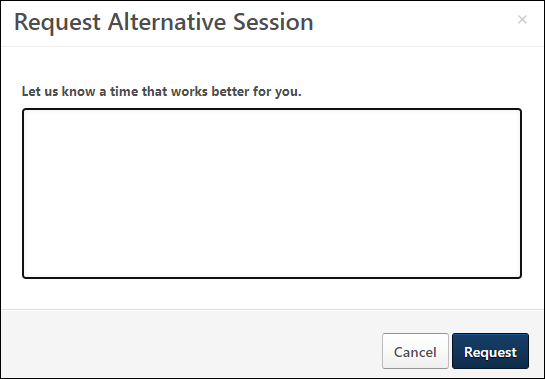 Request Alternative Session ×
Let us know a time that works better for you.
Cancel Request